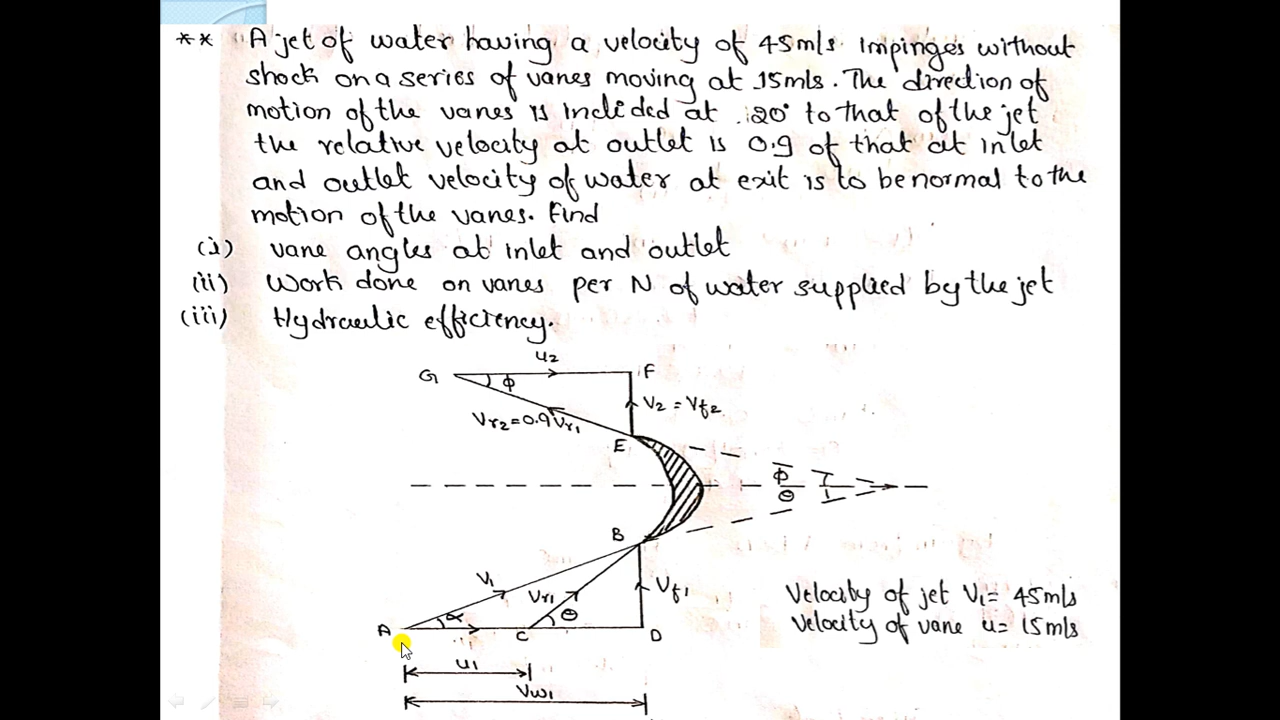 ** A jet of water having a velocity of 45m/s. impinges without
shock on a series of vanes moving at 15m/s. The direction of
motion of the vanes is inclided at 20° to that of the jet
the relative velocity at outlet is 0.9 of that at inlet
and outlet velocity of water at exit is to be normal to the
motion of the vanes. Find
(i) vane angles at inlet and outlet
(ii) Work done on vanes per N of water supplied by the jet
(iii) Hydraulic efficiency.
u2
G ϕ F
V2 = Vf2
Vr2=0.9Vr1
E
ϕ
θ
B
V1 Vr1 Vf1
A α C θ D
u1
Vw1
Velocity of jet V1= 45m/s
Velocity of vane u= 15m/s